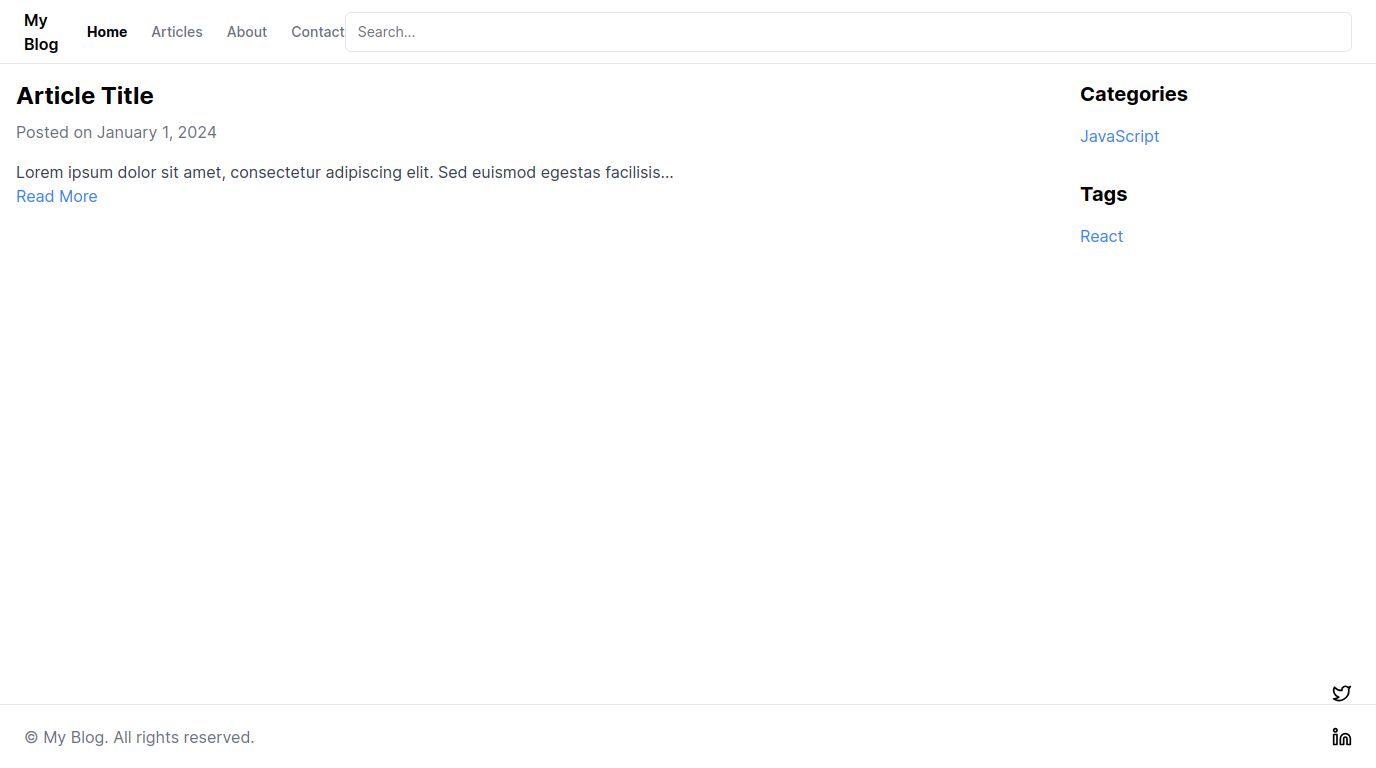 My
Blog
Home
Articles
About
Contact
Search...
Article Title
Posted on January 1, 2024
Lorem ipsum dolor sit amet, consectetur adipiscing elit. Sed euismod egestas facilisis...
Read More
Categories
JavaScript
Tags
React
© My Blog. All rights reserved.